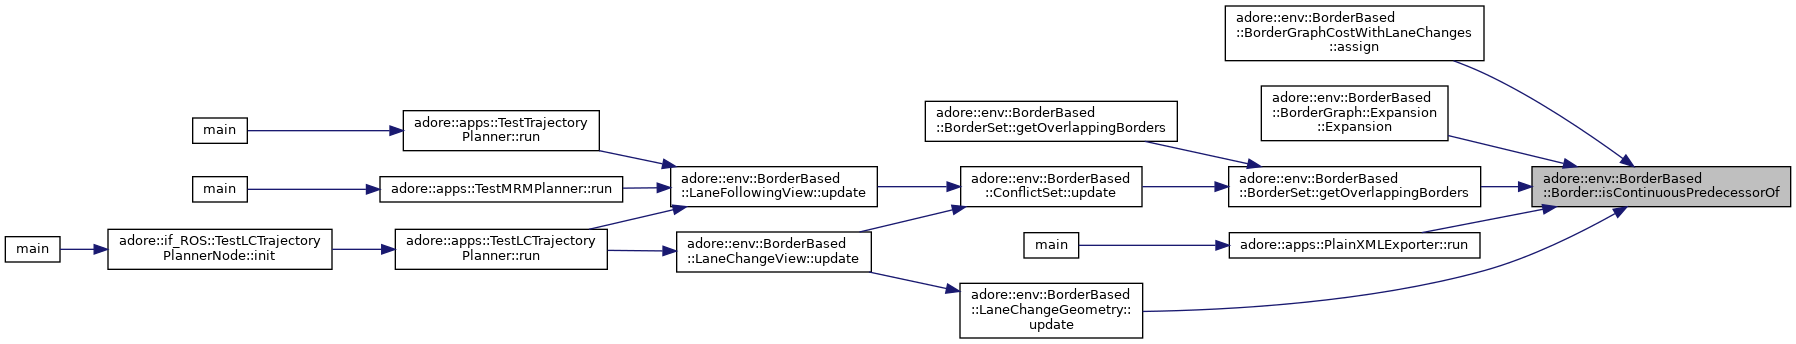 adore::env::BorderBased
::BorderGraphCostWithLaneChanges
::assign
adore::env::BorderBased
::BorderGraph::Expansion
::Expansion
adore::env::BorderBased
::BorderSet::getOverlappingBorders
adore::apps::TestTrajectory
Planner::run
main
adore::env::BorderBased
::LaneFollowingView::update
adore::env::BorderBased
::ConflictSet::update
adore::env::BorderBased
::BorderSet::getOverlappingBorders
adore::env::BorderBased
::Border::isContinuousPredecessorOf
main
adore::apps::TestMRMPlanner::run
main
adore::if_ROS::TestLCTrajectory
PlannerNode::init
adore::apps::TestLCTrajectory
Planner::run
adore::env::BorderBased
::LaneChangeView::update
main
adore::apps::PlainXMLExporter::run
adore::env::BorderBased
::LaneChangeGeometry::
update